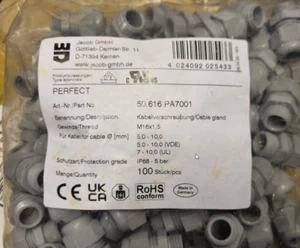 Jacob GmbH
Gottlieb-Daimler-Str. 11
D-71394 Kernen
www.jacob-gmbh.de
4 024092 025433
PERFECT
Art.-Nr./Part No. 50.616 PA7001
Benennung/Description Kabelverschraubung/Cable gland
Gewinde/Thread M16x1,5
Für Kabel/for cable Ø [mm] 5,0 - 10,0
5,0 - 10,0 (VDE)
7 - 10,0 (UL)
Schutzart/Protection grade IP68 - 5 bar
Menge/Quantity 100 Stück/pcs
CE
UK
CA
RoHS
conform
Made in Germany